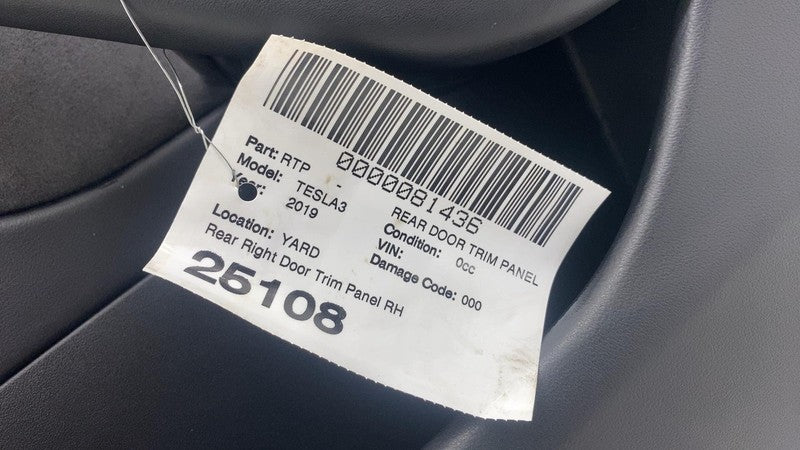 0000081436
Part: RTP - REAR DOOR TRIM PANEL
Model: TESLA3 Condition: 0cc
Year: 2019 VIN:
Damage Code: 000
Location: YARD
Rear Right Door Trim Panel RH
25108